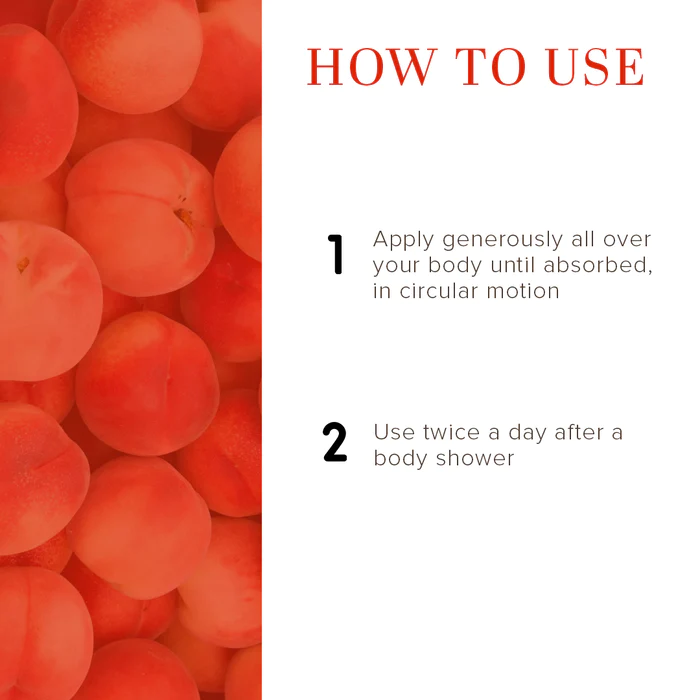 HOW TO USE
1 Apply generously all over
your body until absorbed,
in circular motion
2 Use twice a day after a
body shower